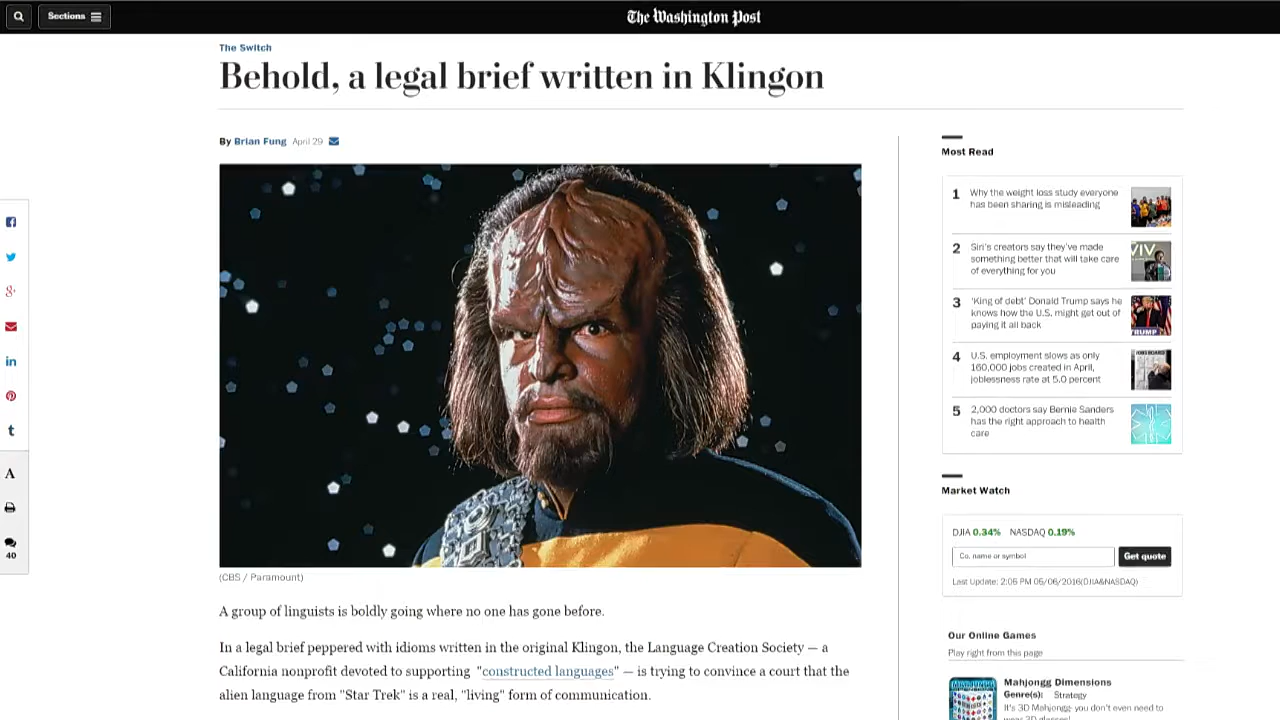 Sections
The Washington Post
The Switch
Behold, a legal brief written in Klingon
By Brian Fung April 29
(CBS / Paramount)
A group of linguists is boldly going where no one has gone before.
In a legal brief peppered with idioms written in the original Klingon, the Language Creation Society — a
California nonprofit devoted to supporting "constructed languages" — is trying to convince a court that the
alien language from "Star Trek" is a real, "living" form of communication.
40
Most Read
1 Why the weight loss study everyone
has been sharing is misleading
2 Siri's creators say they've made
something better that will take care
of everything for you
3 'King of debt' Donald Trump says he
knows how the U.S. might get out of
paying it all back
4 U.S. employment slows as only
160,000 jobs created in April,
joblessness rate at 5.0 percent
5 2,000 doctors say Bernie Sanders
has the right approach to health
care
Market Watch
DJIA 0.34% NASDAQ 0.19%
Co. name or symbol
Get quote
Last Update: 2:05 PM 05/06/2016(DJIA&NASDAQ)
Our Online Games
Play right from this page
Mahjongg Dimensions
Genre(s): Strategy
It's 3D Mahjongg- you don't even need to
wear 3D glasses!